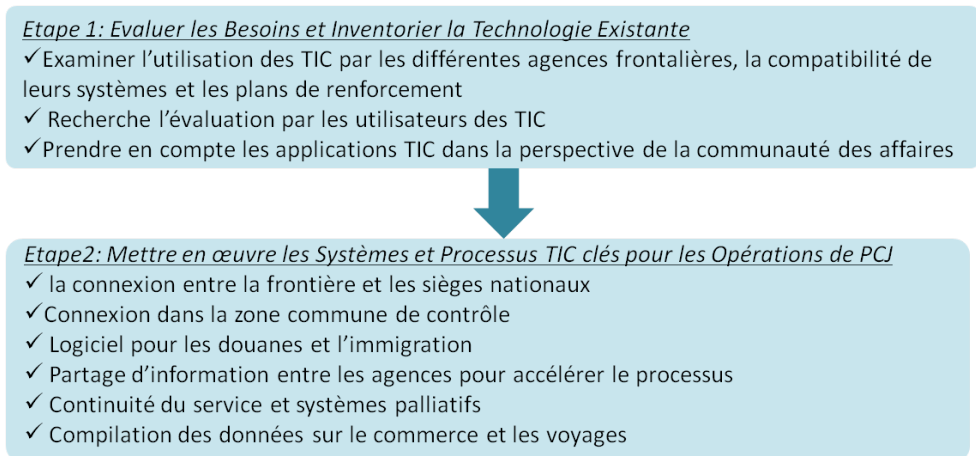 Etape 1: Evaluer les Besoins et Inventorier la Technologie Existante
✓Examiner l’utilisation des TIC par les différentes agences frontalières, la compatibilité de
leurs systèmes et les plans de renforcement
✓ Recherche l’évaluation par les utilisateurs des TIC
✓Prendre en compte les applications TIC dans la perspective de la communauté des affaires
Etape2: Mettre en œuvre les Systèmes et Processus TIC clés pour les Opérations de PCJ
✓ la connexion entre la frontière et les sièges nationaux
✓Connexion dans la zone commune de contrôle
✓ Logiciel pour les douanes et l’immigration
✓ Partage d’information entre les agences pour accélérer le processus
✓ Continuité du service et systèmes palliatifs
✓ Compilation des données sur le commerce et les voyages